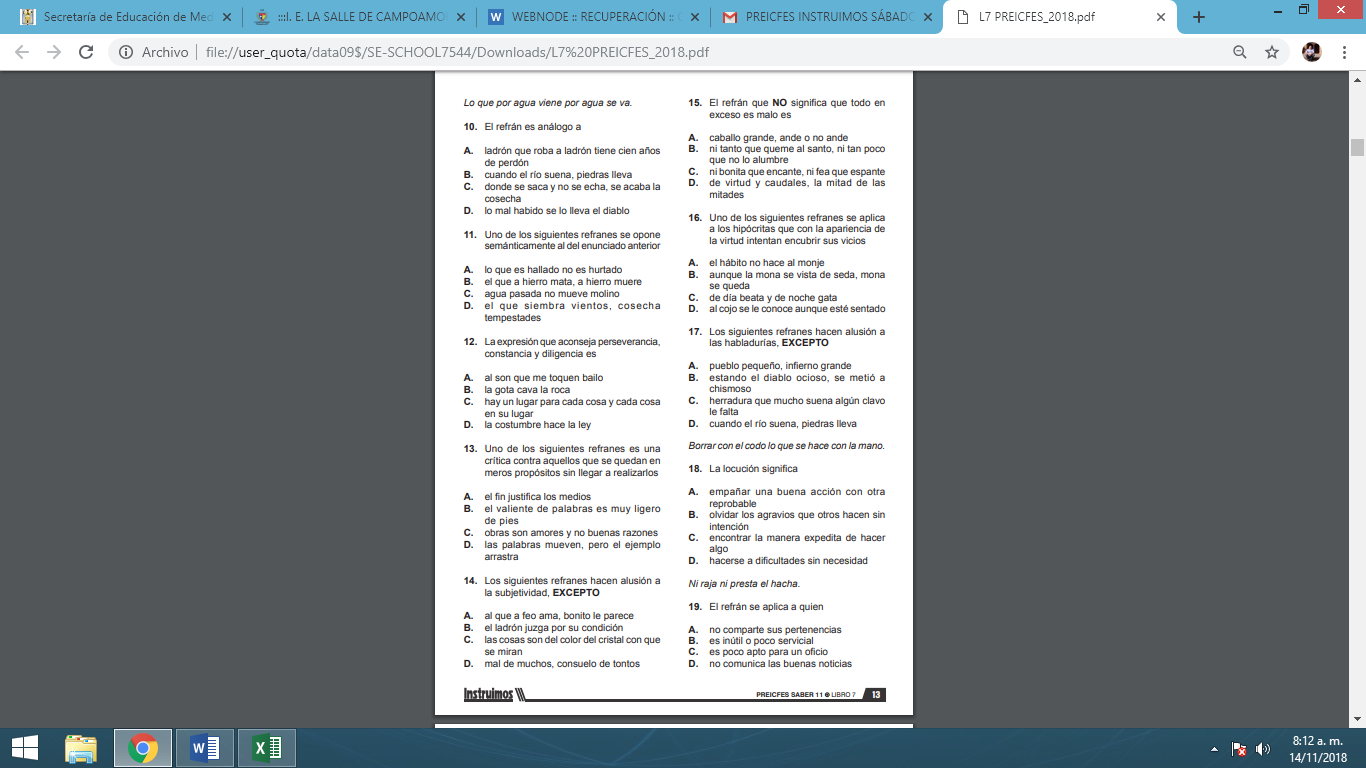 Secretaría de Educación de Med
:::I. E. LA SALLE DE CAMPOAMO
WEBNODE :: RECUPERACIÓN :: 
PREICFES INSTRUIMOS SÁBADO
L7 PREICFES_2018.pdf
Archivo | file://user_quota/data09$/SE-SCHOOL7544/Downloads/L7%20PREICFES_2018.pdf
Lo que por agua viene por agua se va.
10. El refrán es análogo a
A. ladrón que roba a ladrón tiene cien años
de perdón
B. cuando el río suena, piedras lleva
C. donde se saca y no se echa, se acaba la
cosecha
D. lo mal habido se lo lleva el diablo
11. Uno de los siguientes refranes se opone
semánticamente al del enunciado anterior
A. lo que es hallado no es hurtado
B. el que a hierro mata, a hierro muere
C. agua pasada no mueve molino
D. el que siembra vientos, cosecha
tempestades
12. La expresión que aconseja perseverancia,
constancia y diligencia es
A. al son que me toquen bailo
B. la gota cava la roca
C. hay un lugar para cada cosa y cada cosa
en su lugar
D. la costumbre hace la ley
13. Uno de los siguientes refranes es una
crítica contra aquellos que se quedan en
meros propósitos sin llegar a realizarlos
A. el fin justifica los medios
B. el valiente de palabras es muy ligero
de pies
C. obras son amores y no buenas razones
D. las palabras mueven, pero el ejemplo
arrastra
14. Los siguientes refranes hacen alusión a
la subjetividad, EXCEPTO
A. al que a feo ama, bonito le parece
B. el ladrón juzga por su condición
C. las cosas son del color del cristal con que
se miran
D. mal de muchos, consuelo de tontos
15. El refrán que NO significa que todo en
exceso es malo es
A. caballo grande, ande o no ande
B. ni tanto que queme al santo, ni tan poco
que no lo alumbre
C. ni bonita que encante, ni fea que espante
D. de virtud y caudales, la mitad de las
mitades
16. Uno de los siguientes refranes se aplica
a los hipócritas que con la apariencia de
la virtud intentan encubrir sus vicios
A. el hábito no hace al monje
B. aunque la mona se vista de seda, mona
se queda
C. de día beata y de noche gata
D. al cojo se le conoce aunque esté sentado
17. Los siguientes refranes hacen alusión a
las habladurías, EXCEPTO
A. pueblo pequeño, infierno grande
B. estando el diablo ocioso, se metió a
chismoso
C. herradura que mucho suena algún clavo
le falta
D. cuando el río suena, piedras lleva
Borrar con el codo lo que se hace con la mano.
18. La locución significa
A. empañar una buena acción con otra
reprobable
B. olvidar los agravios que otros hacen sin
intención
C. encontrar la manera expedita de hacer
algo
D. hacerse a dificultades sin necesidad
Ni raja ni presta el hacha.
19. El refrán se aplica a quien
A. no comparte sus pertenencias
B. es inútil o poco servicial
C. es poco apto para un oficio
D. no comunica las buenas noticias
Instruimos
PREICFES SABER 11 LIBRO 7 13
8:12 a. m.
14/11/2018